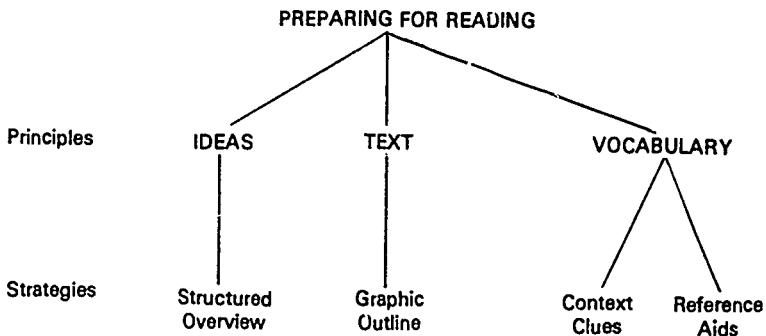 PREPARING FOR READING
Principles IDEAS TEXT VOCABULARY
Strategies Structured Overview Graphic Outline Context Clues Reference Aids